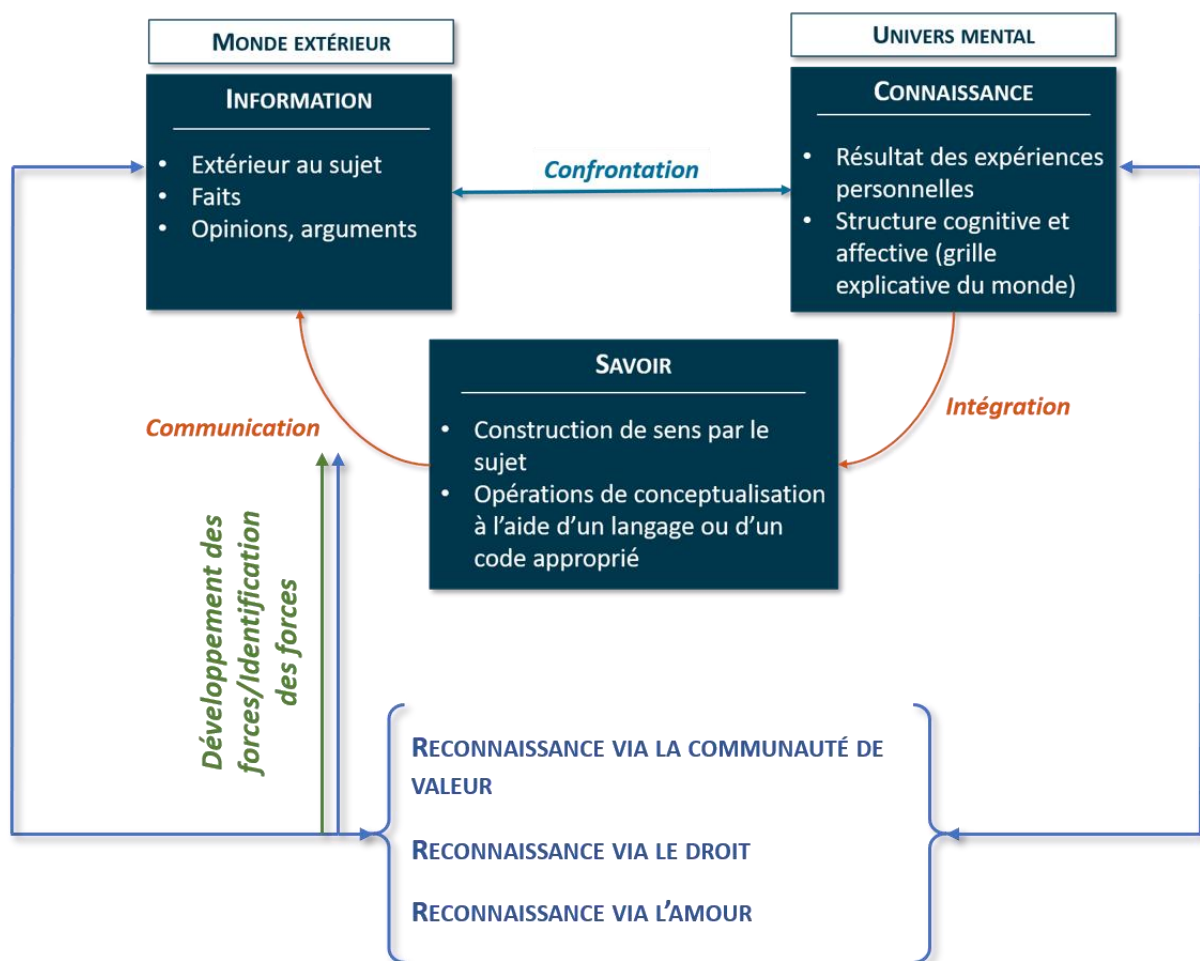 MONDE EXTÉRIEUR
UNIVERS MENTAL
INFORMATION
• Extérieur au sujet
• Faits
• Opinions, arguments
Confrontation
CONNAISSANCE
• Résultat des expériences
personnelles
• Structure cognitive et
affective (grille
explicative du monde)
SAVOIR
• Construction de sens par le
sujet
• Opérations de conceptualisation
à l’aide d’un langage ou d’un
code approprié
Communication
Intégration
Développement des
forces/Identification
des forces
RECONNAISSANCE VIA LA COMMUNAUTÉ DE
VALEUR
RECONNAISSANCE VIA LE DROIT
RECONNAISSANCE VIA L’AMOUR